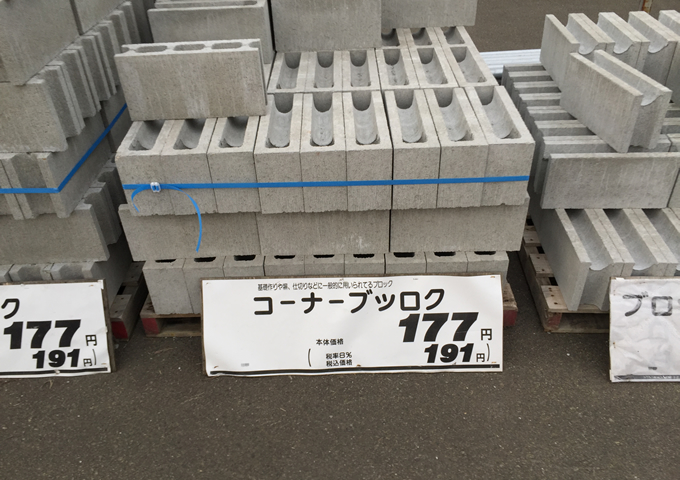 ク
177円
191円)
基礎作りや塀、仕切りなどに一般的に用いられてるブロック
コーナーブッロク
本体価格 177円
(税率8%
税込価格 191円)
ブロ